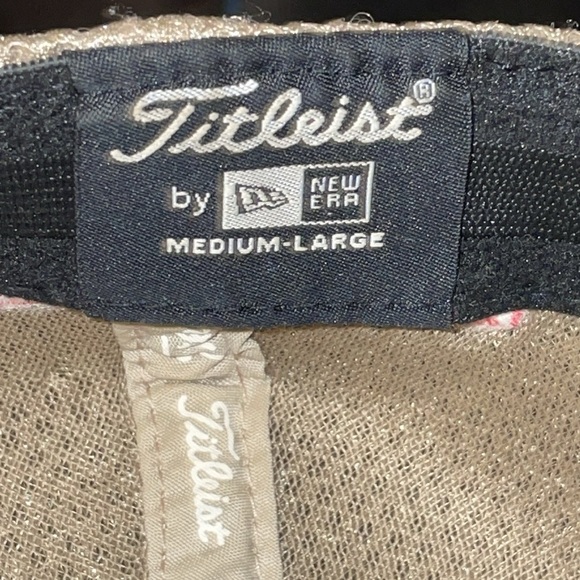 Titleist®
by NEW ERA
MEDIUM-LARGE
Titleist